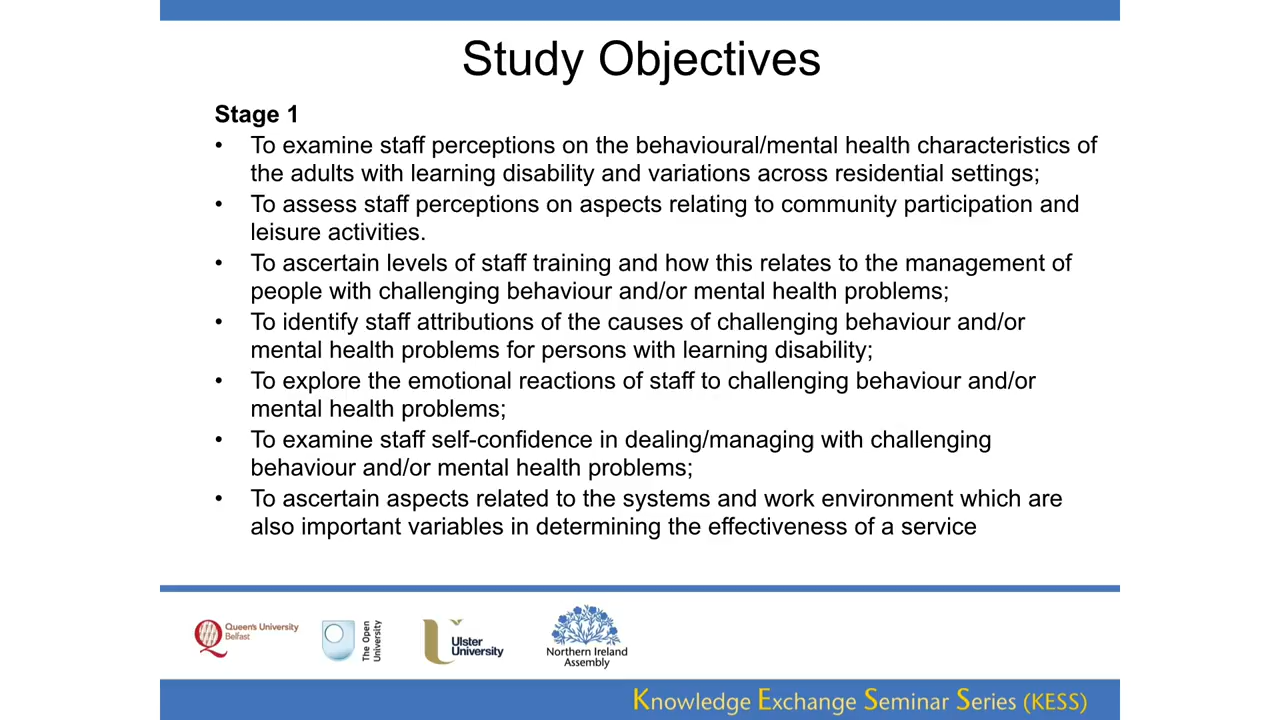 Study Objectives
Stage 1
• To examine staff perceptions on the behavioural/mental health characteristics of
the adults with learning disability and variations across residential settings;
• To assess staff perceptions on aspects relating to community participation and
leisure activities.
• To ascertain levels of staff training and how this relates to the management of
people with challenging behaviour and/or mental health problems;
• To identify staff attributions of the causes of challenging behaviour and/or
mental health problems for persons with learning disability;
• To explore the emotional reactions of staff to challenging behaviour and/or
mental health problems;
• To examine staff self-confidence in dealing/managing with challenging
behaviour and/or mental health problems;
• To ascertain aspects related to the systems and work environment which are
also important variables in determining the effectiveness of a service
Queen's University
Belfast
The Open
University
Ulster
University
Northern Ireland
Assembly
Knowledge Exchange Seminar Series (KESS)